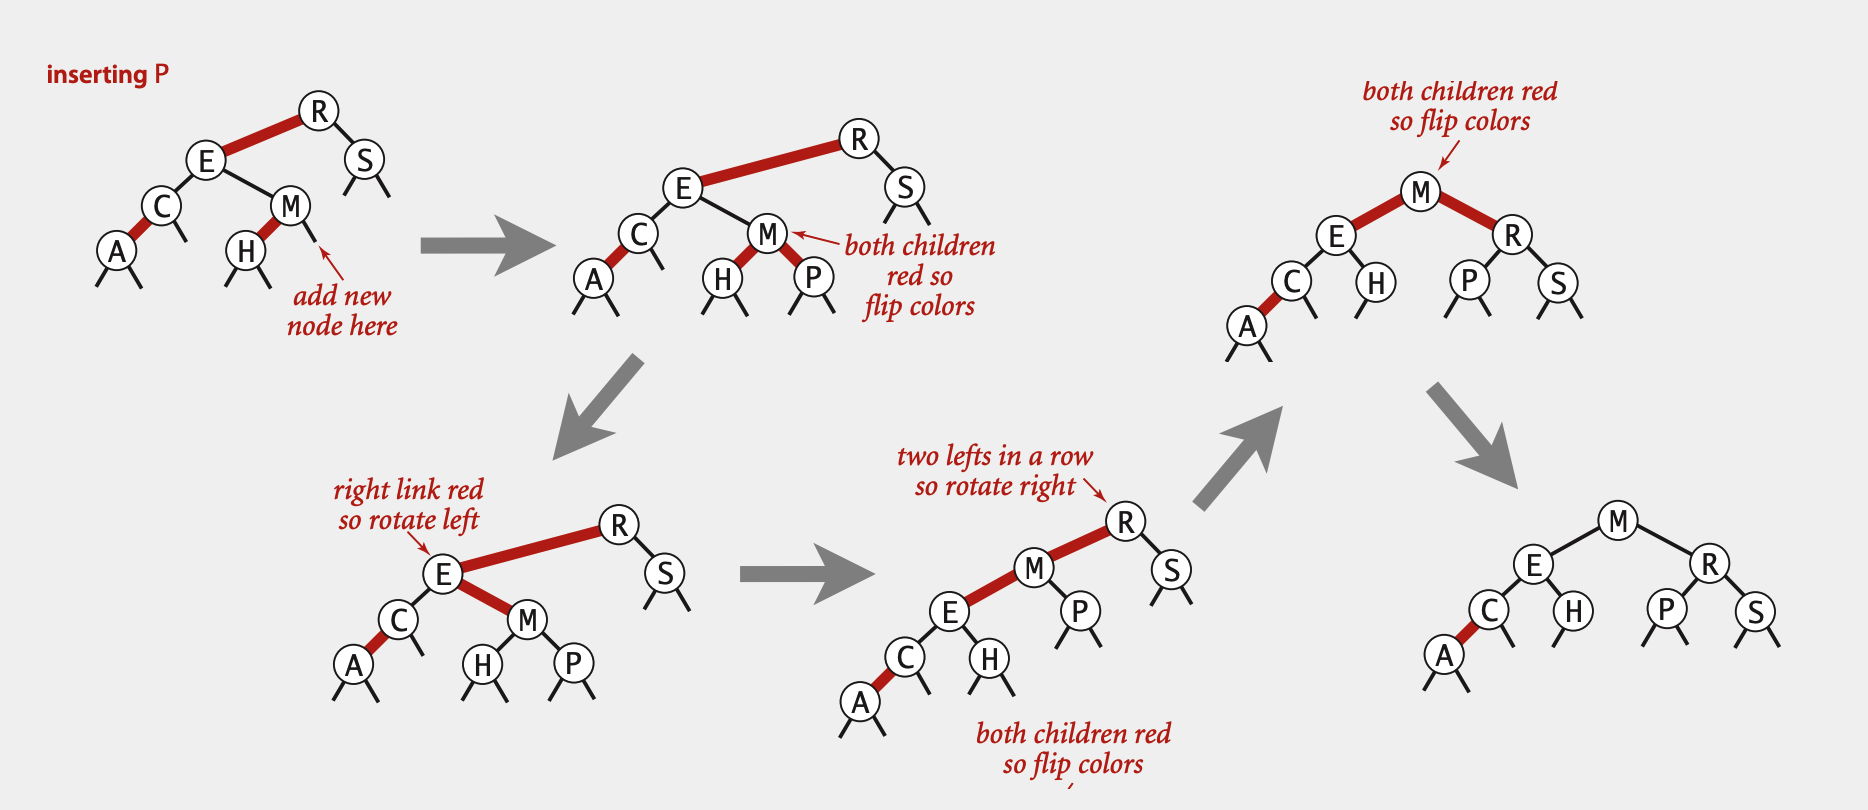 inserting P
R
E
S
C
M
A
H
add new
node here
R
E
S
C
M
A
H
P
both children
red so
flip colors
right link red
so rotate left
R
E
S
C
M
A
H
P
two lefts in a row
so rotate right
R
M
S
E
P
C
H
A
both children red
so flip colors
both children red
so flip colors
M
E
R
C
H
P
S
A
M
E
R
C
H
P
S
A